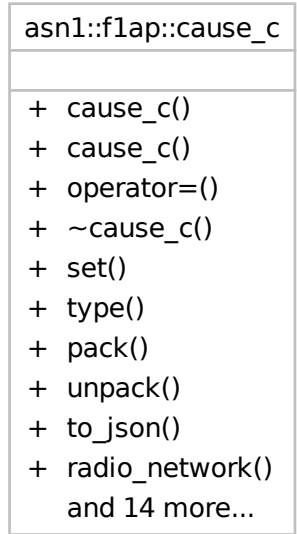 asn1::f1ap::cause_c
+ cause_c()
+ cause_c()
+ operator=()
+ ~cause_c()
+ set()
+ type()
+ pack()
+ unpack()
+ to_json()
+ radio_network()
and 14 more...